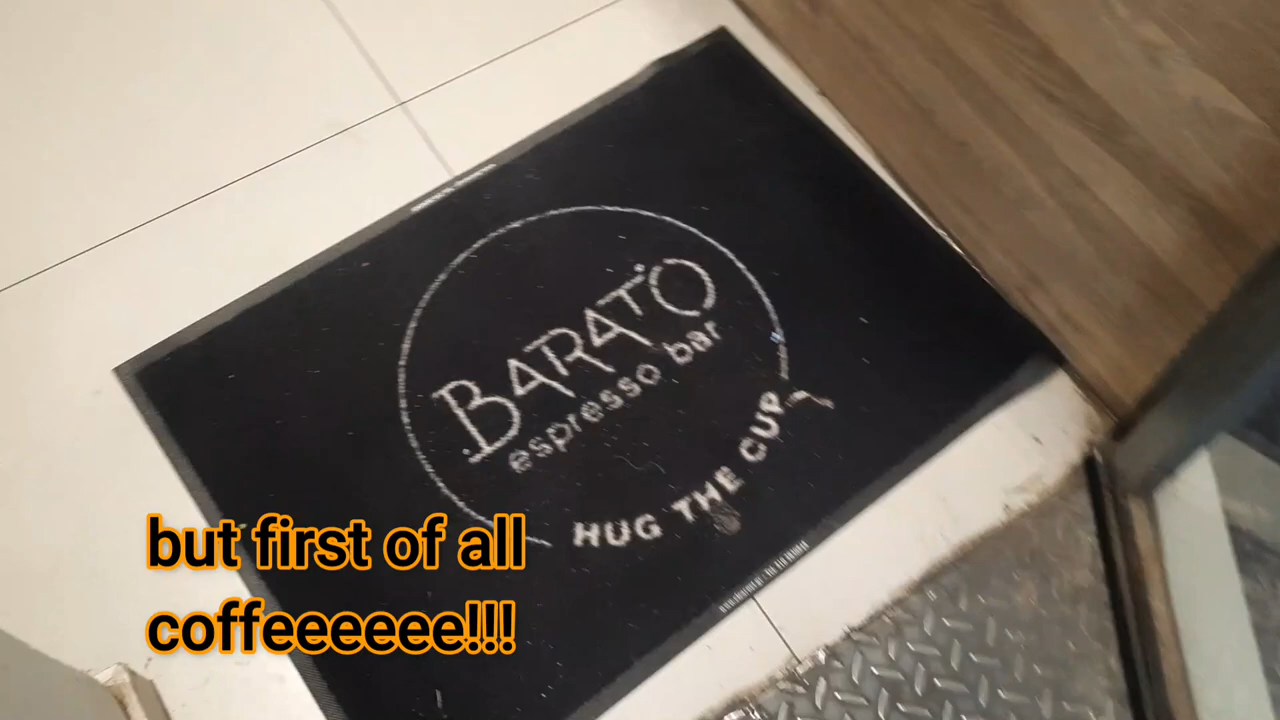 BARATO
espresso bar
HUG THE CUP
but first of all
coffeeeeeee!!!